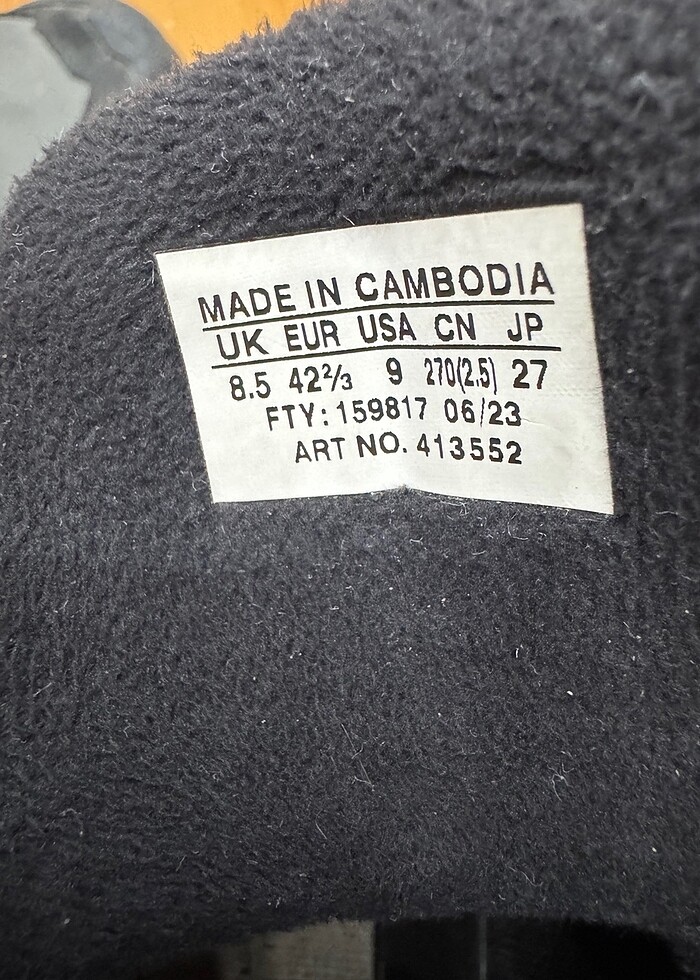 MADE IN CAMBODIA
UK EUR USA CN JP
8.5 42⅔ 9 270(2.5) 27
FTY: 159817 06/23
ART NO. 413552